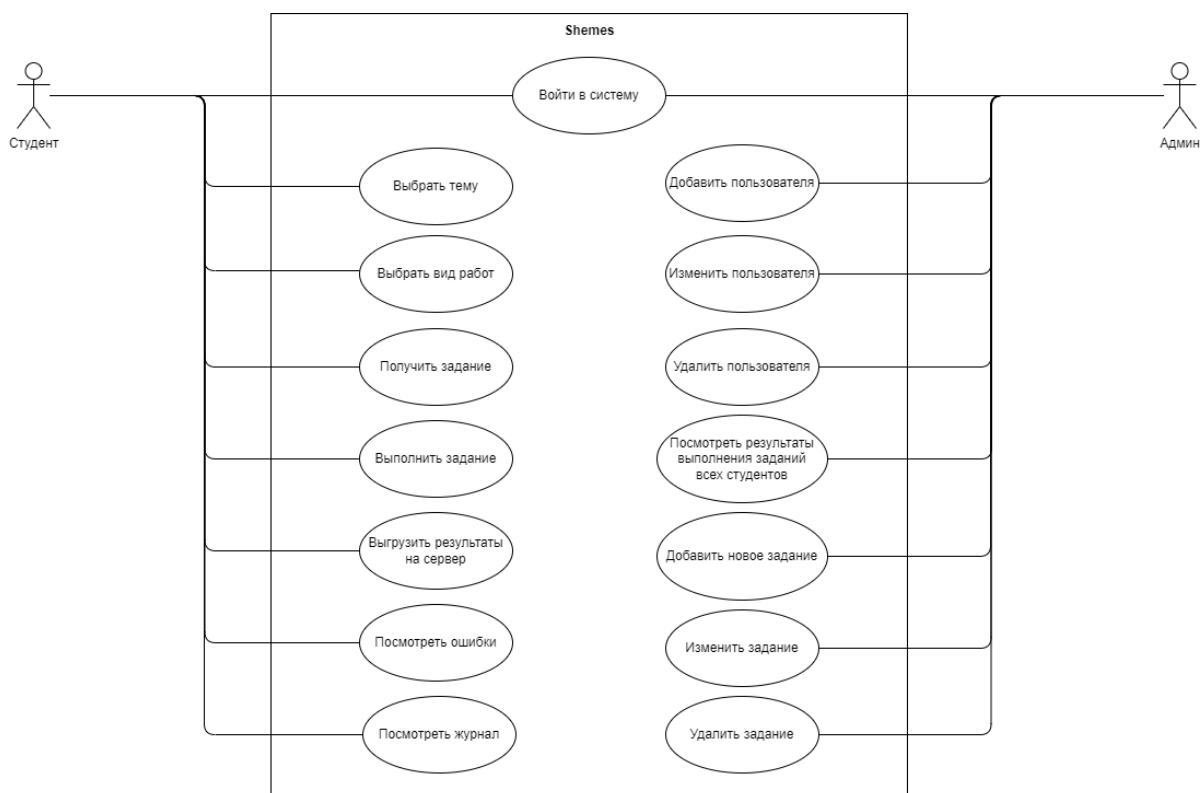 Shemes
Войти в систему
Студент
Админ
Выбрать тему
Добавить пользователя
Выбрать вид работ
Изменить пользователя
Получить задание
Удалить пользователя
Выполнить задание
Посмотреть результаты
выполнения заданий
всех студентов
Выгрузить результаты
на сервер
Добавить новое задание
Посмотреть ошибки
Изменить задание
Посмотреть журнал
Удалить задание